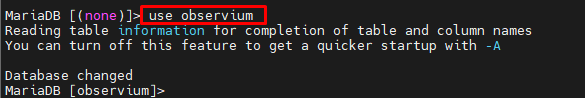 MariaDB [(none)]> use observium
Reading table information for completion of table and column names
You can turn off this feature to get a quicker startup with -A
Database changed
MariaDB [observium]>